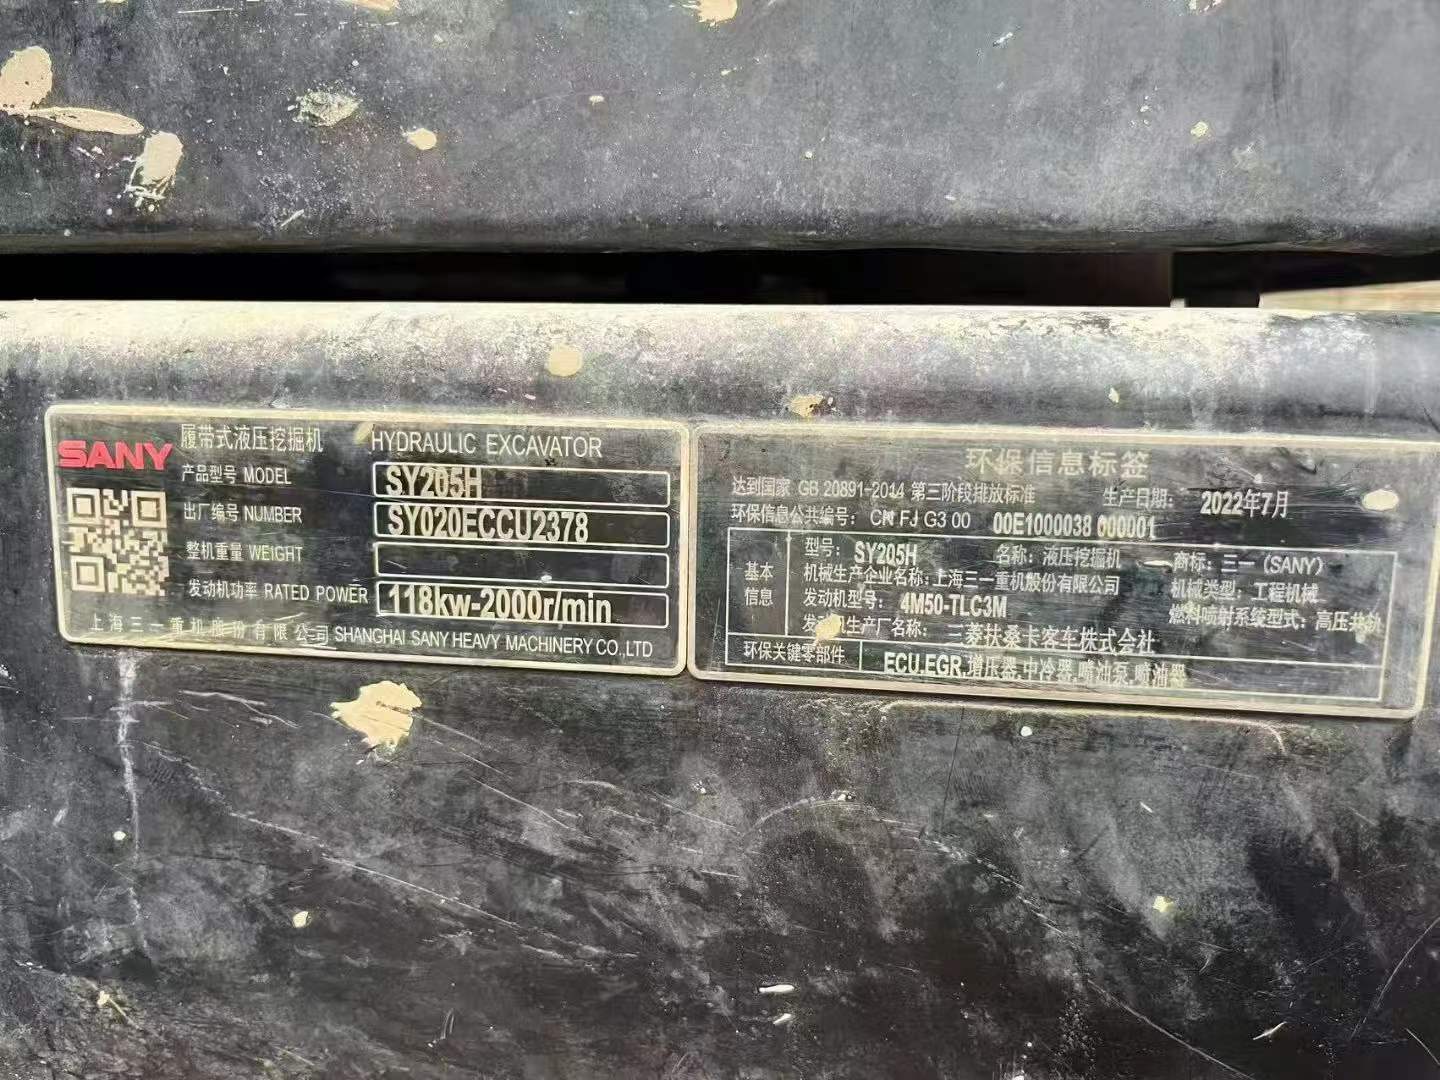 SANY
履带式液压挖掘机 HYDRAULIC EXCAVATOR
产品型号 MODEL SY205H
出厂编号 NUMBER SY020ECCU2378
整机重量 WEIGHT
发动机功率 RATED POWER 118kw-2000r/min
上海三一重机股份有限公司 SHANGHAI SANY HEAVY MACHINERY CO., LTD
环保信息标签
达到国家 GB 20891-2014 第三阶段排放标准 生产日期: 2022年7月
环保信息公共编号: CN FJ G3 00 00E1000038 000001
基本信息
型号: SY205H 名称: 液压挖掘机 商标: 三一 (SANY)
机械生产企业名称: 上海三一重机股份有限公司 机械类型: 工程机械
发动机型号: 4M50-TLC3M 燃料喷射系统型式: 高压共轨
发动机生产厂名称: 三菱扶桑卡客车株式会社
环保关键零部件 ECU,EGR,增压器,中冷器,喷油泵,喷油器